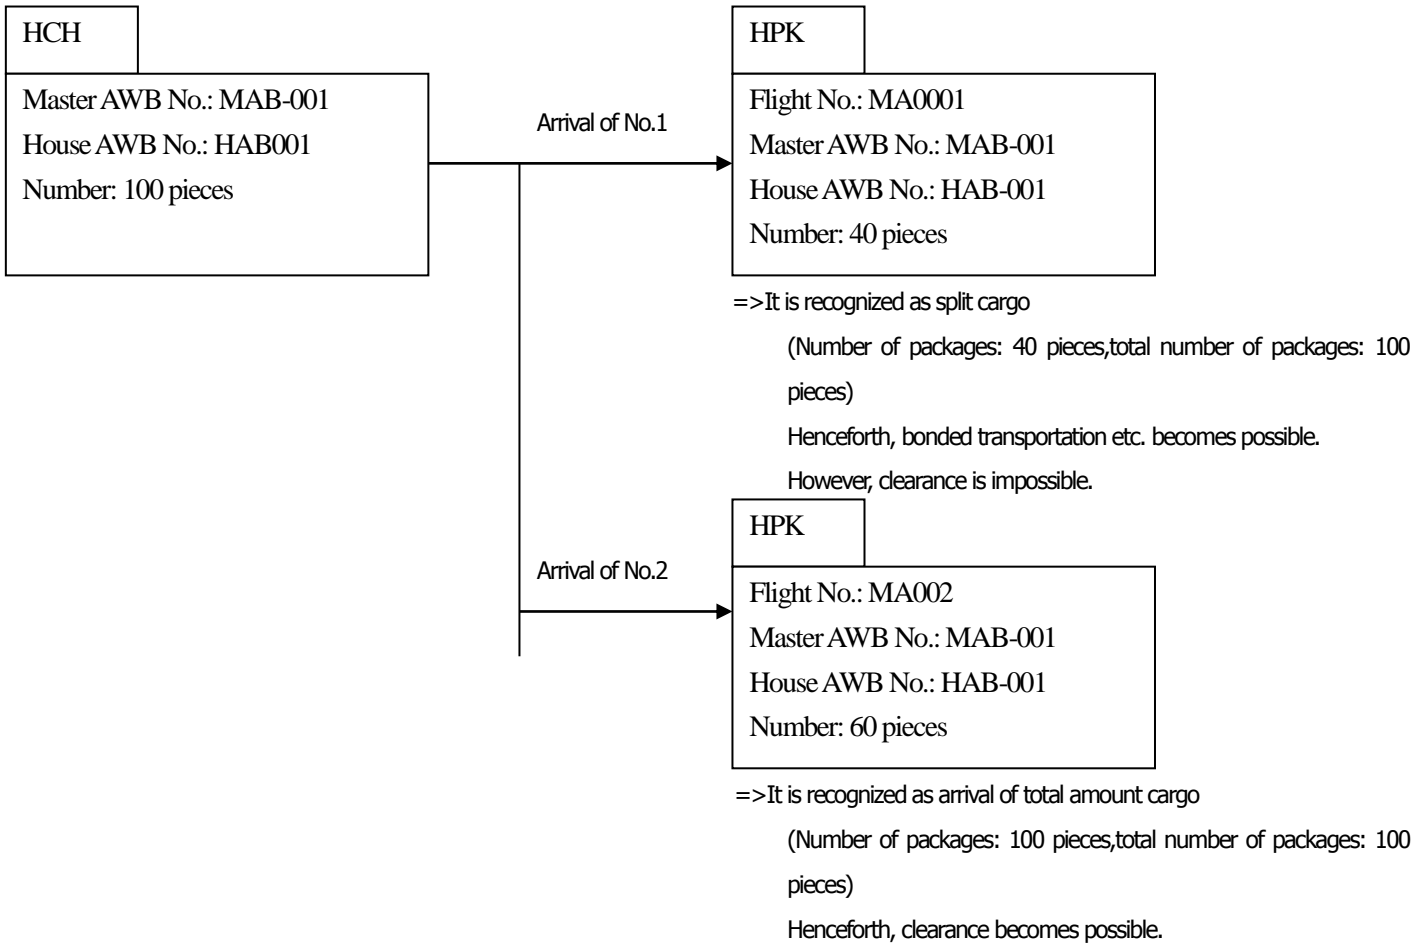 HCH
Master AWB No.: MAB-001
House AWB No.: HAB001
Number: 100 pieces
Arrival of No.1
HPK
Flight No.: MA0001
Master AWB No.: MAB-001
House AWB No.: HAB-001
Number: 40 pieces
=>It is recognized as split cargo
(Number of packages: 40 pieces,total number of packages: 100
pieces)
Henceforth, bonded transportation etc. becomes possible.
However, clearance is impossible.
Arrival of No.2
HPK
Flight No.: MA002
Master AWB No.: MAB-001
House AWB No.: HAB-001
Number: 60 pieces
=>It is recognized as arrival of total amount cargo
(Number of packages: 100 pieces,total number of packages: 100
pieces)
Henceforth, clearance becomes possible.